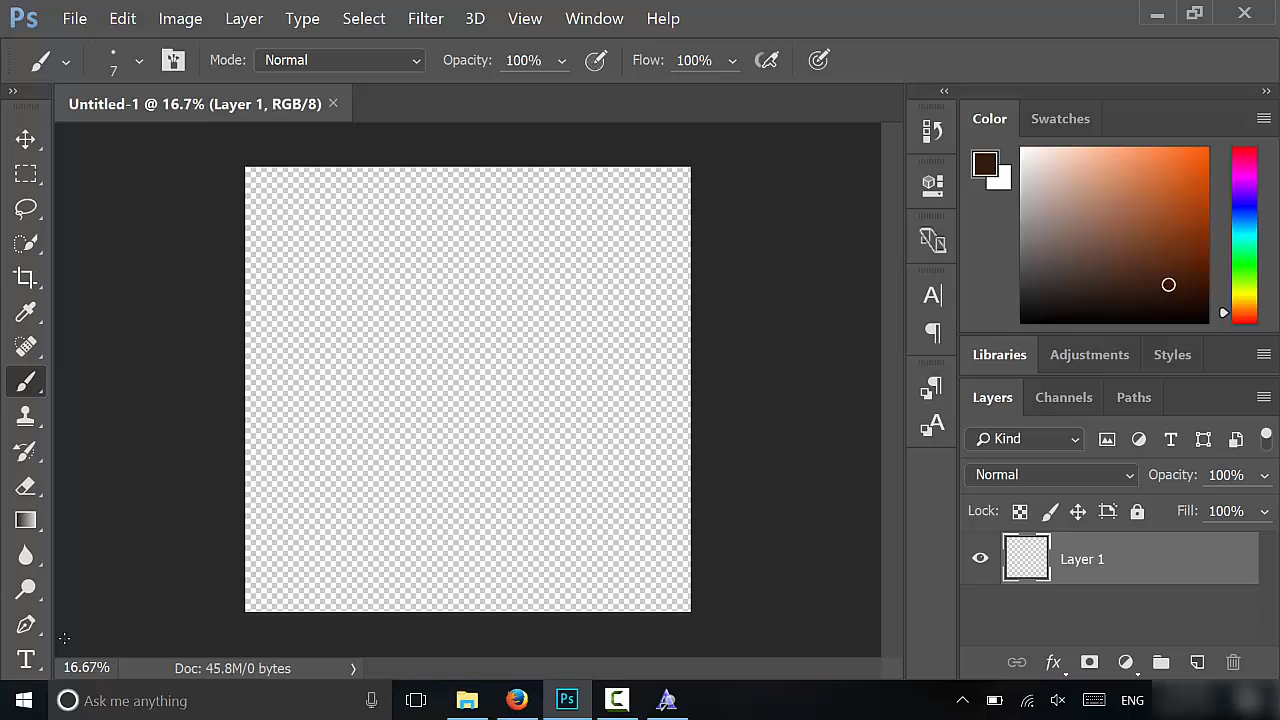 Ps File Edit Image Layer Type Select Filter 3D View Window Help
7 Mode: Normal Opacity: 100% Flow: 100%
Untitled-1 @ 16.7% (Layer 1, RGB/8) ×
Color Swatches
Libraries Adjustments Styles
Layers Channels Paths
Kind
Normal Opacity: 100%
Lock: Fill: 100%
Layer 1
T
16.67% Doc: 45.8M/0 bytes
Ask me anything Ps C ENG